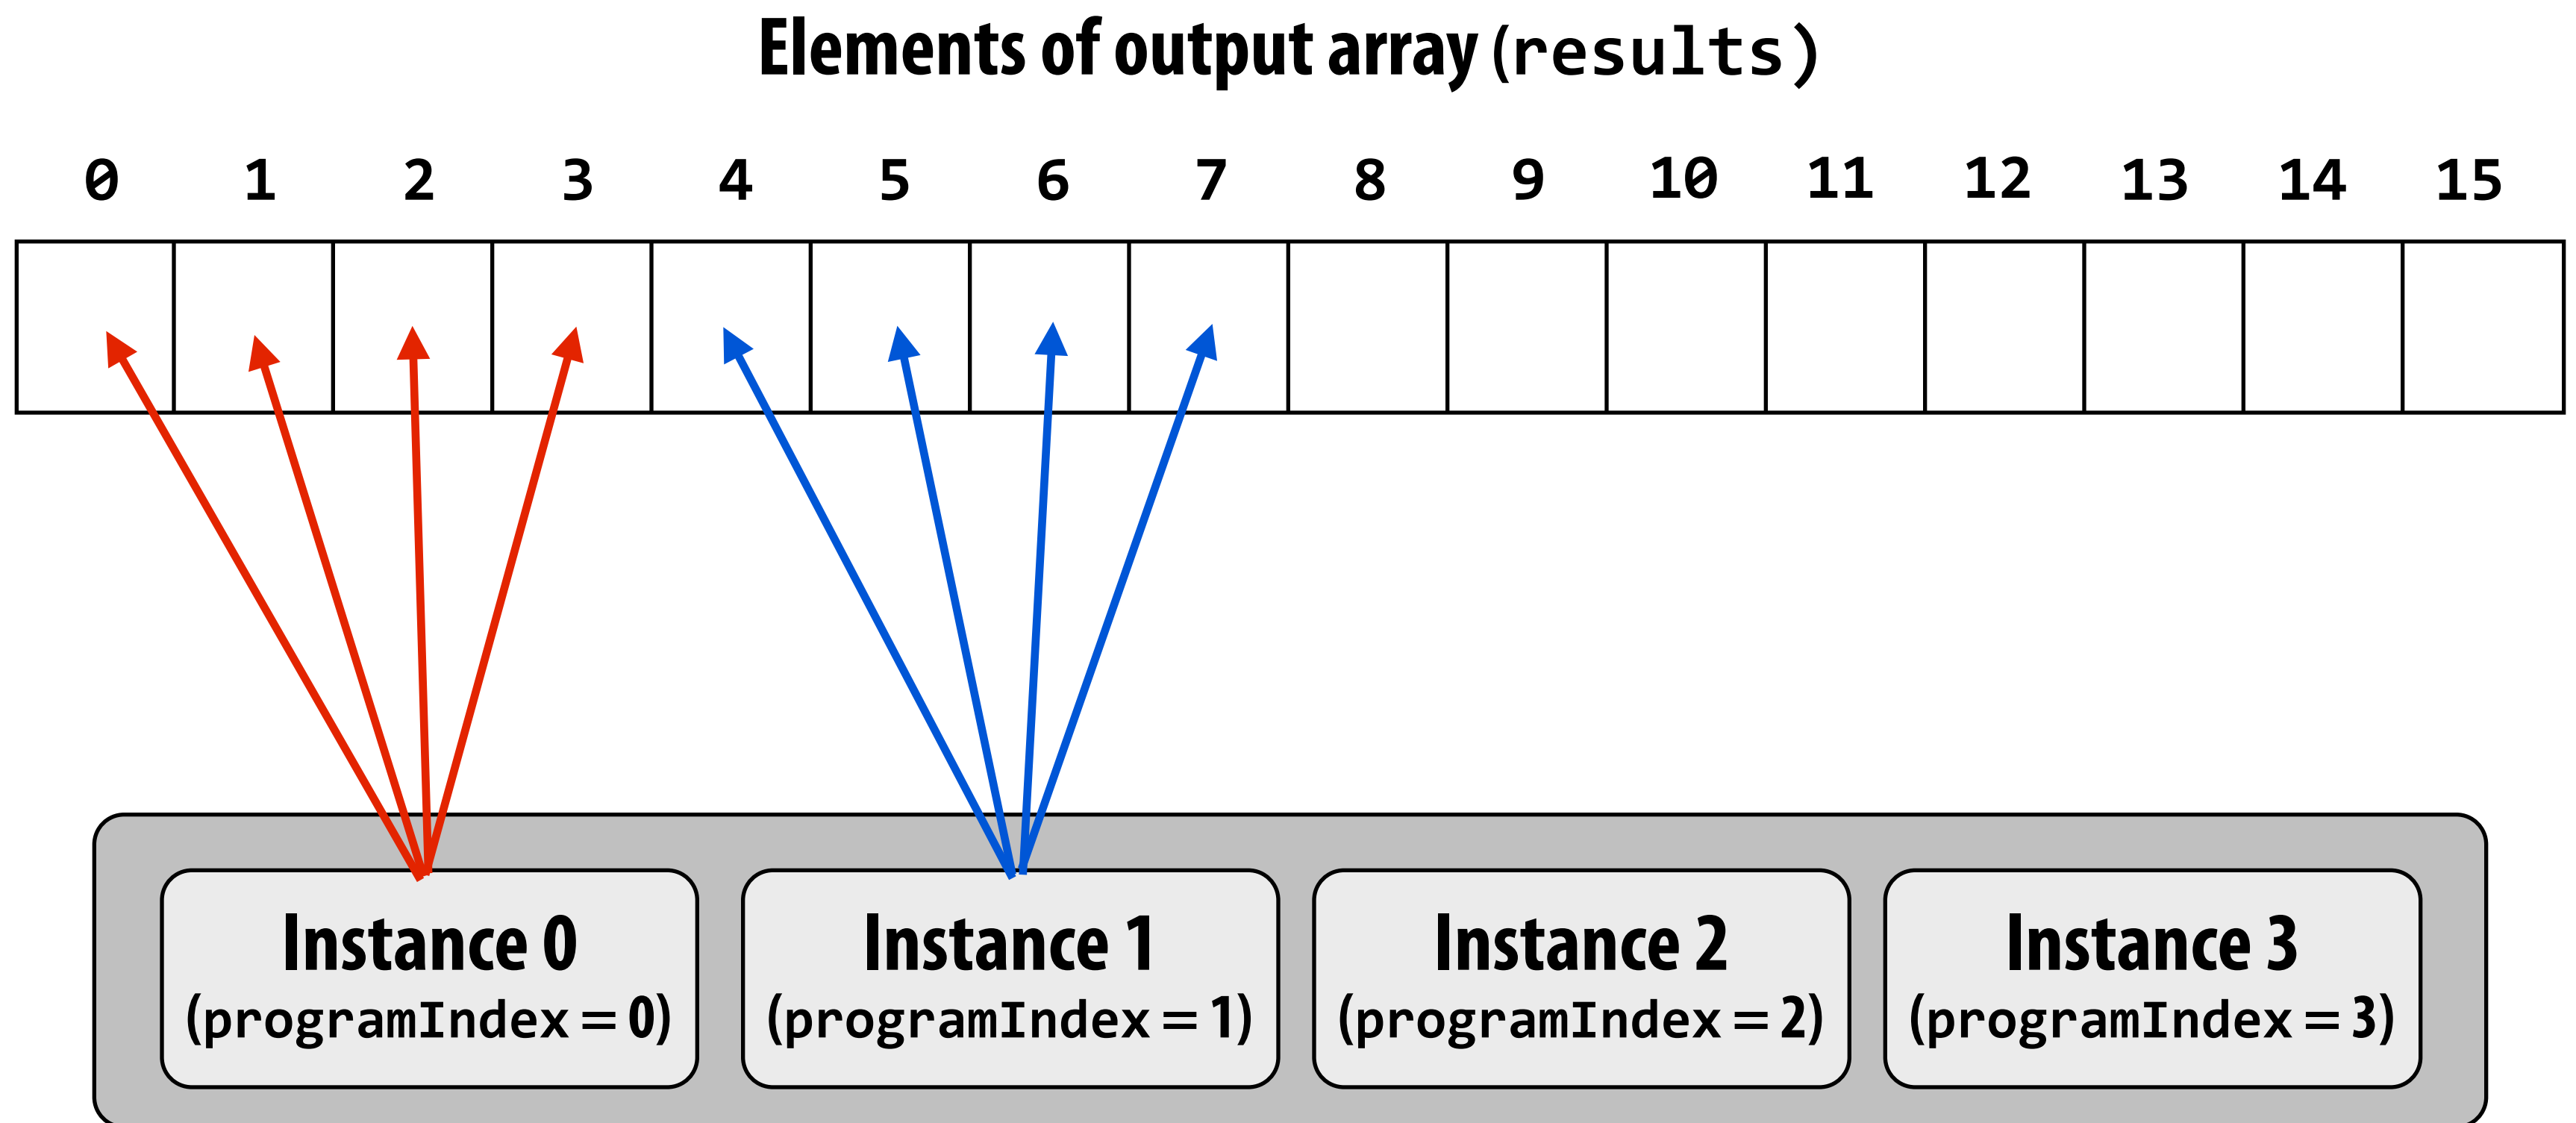 Elements of output array (results)
0 1 2 3 4 5 6 7 8 9 10 11 12 13 14 15
Instance 0
(programIndex = 0)
Instance 1
(programIndex = 1)
Instance 2
(programIndex = 2)
Instance 3
(programIndex = 3)